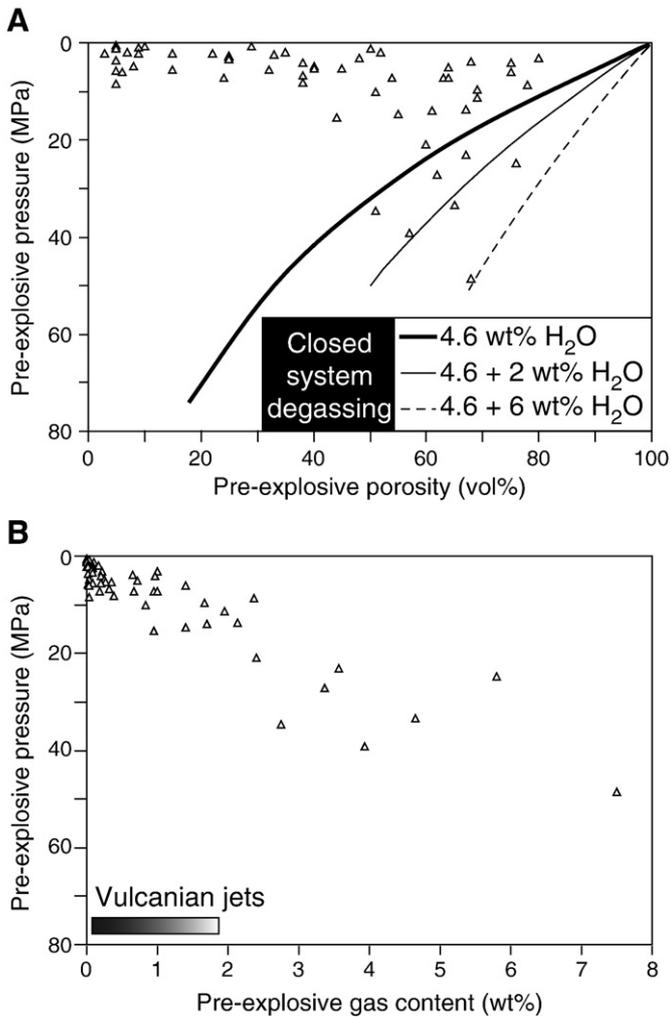 A
0
20
40
60
80
Pre-explosive pressure (MPa)
Closed
system
degassing
4.6 wt% H₂O
4.6 + 2 wt% H₂O
4.6 + 6 wt% H₂O
0 20 40 60 80 100
Pre-explosive porosity (vol%)
B
0
20
40
60
80
Pre-explosive pressure (MPa)
Vulcanian jets
0 1 2 3 4 5 6 7 8
Pre-explosive gas content (wt%)